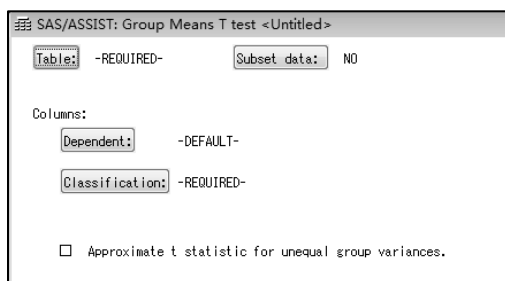 SAS/ASSIST: Group Means T test <Untitled>
Table: -REQUIRED- Subset data: NO
Columns:
Dependent: -DEFAULT-
Classification: -REQUIRED-
Approximate t statistic for unequal group variances.